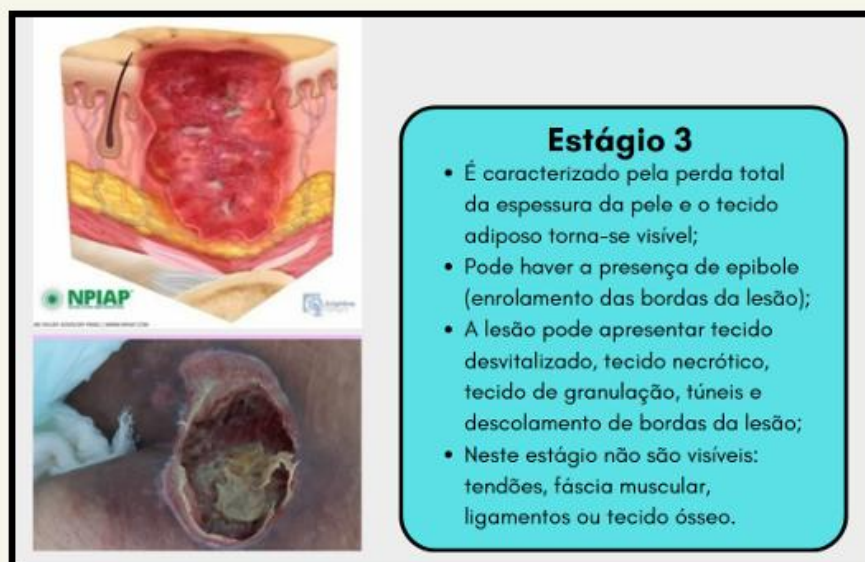 NPIAP
Estágio 3
• É caracterizado pela perda total
da espessura da pele e o tecido
adiposo torna-se visível;
• Pode haver a presença de epibole
(enrolamento das bordas da lesão);
• A lesão pode apresentar tecido
desvitalizado, tecido necrótico,
tecido de granulação, túneis e
descolamento de bordas da lesão;
• Neste estágio não são visíveis:
tendões, fáscia muscular,
ligamentos ou tecido ósseo.